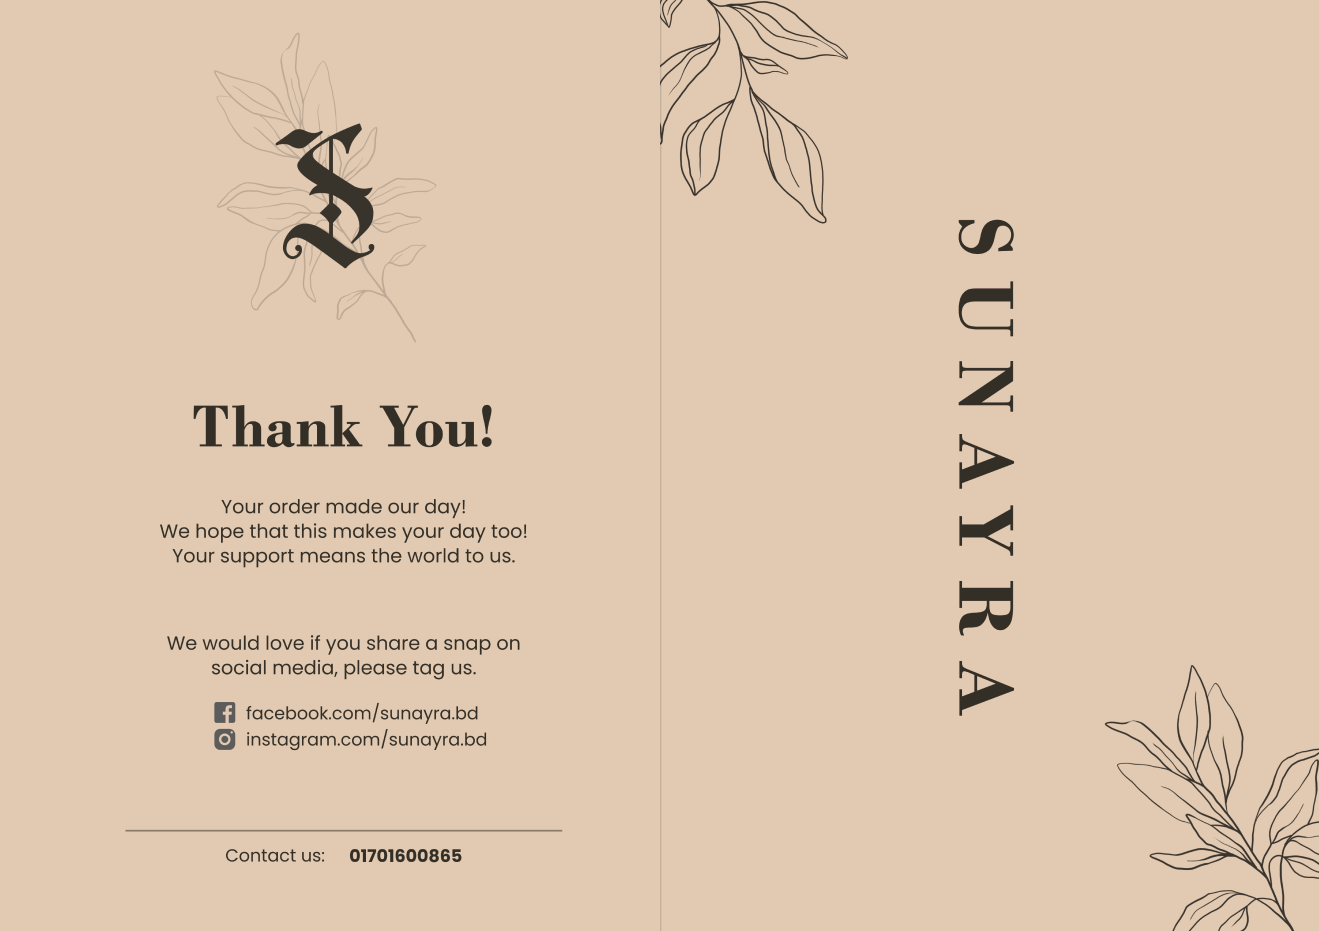 S
Thank You!
Your order made our day!
We hope that this makes your day too!
Your support means the world to us.
We would love if you share a snap on
social media, please tag us.
facebook.com/sunayra.bd
instagram.com/sunayra.bd
Contact us: 01701600865
SUNAYRA